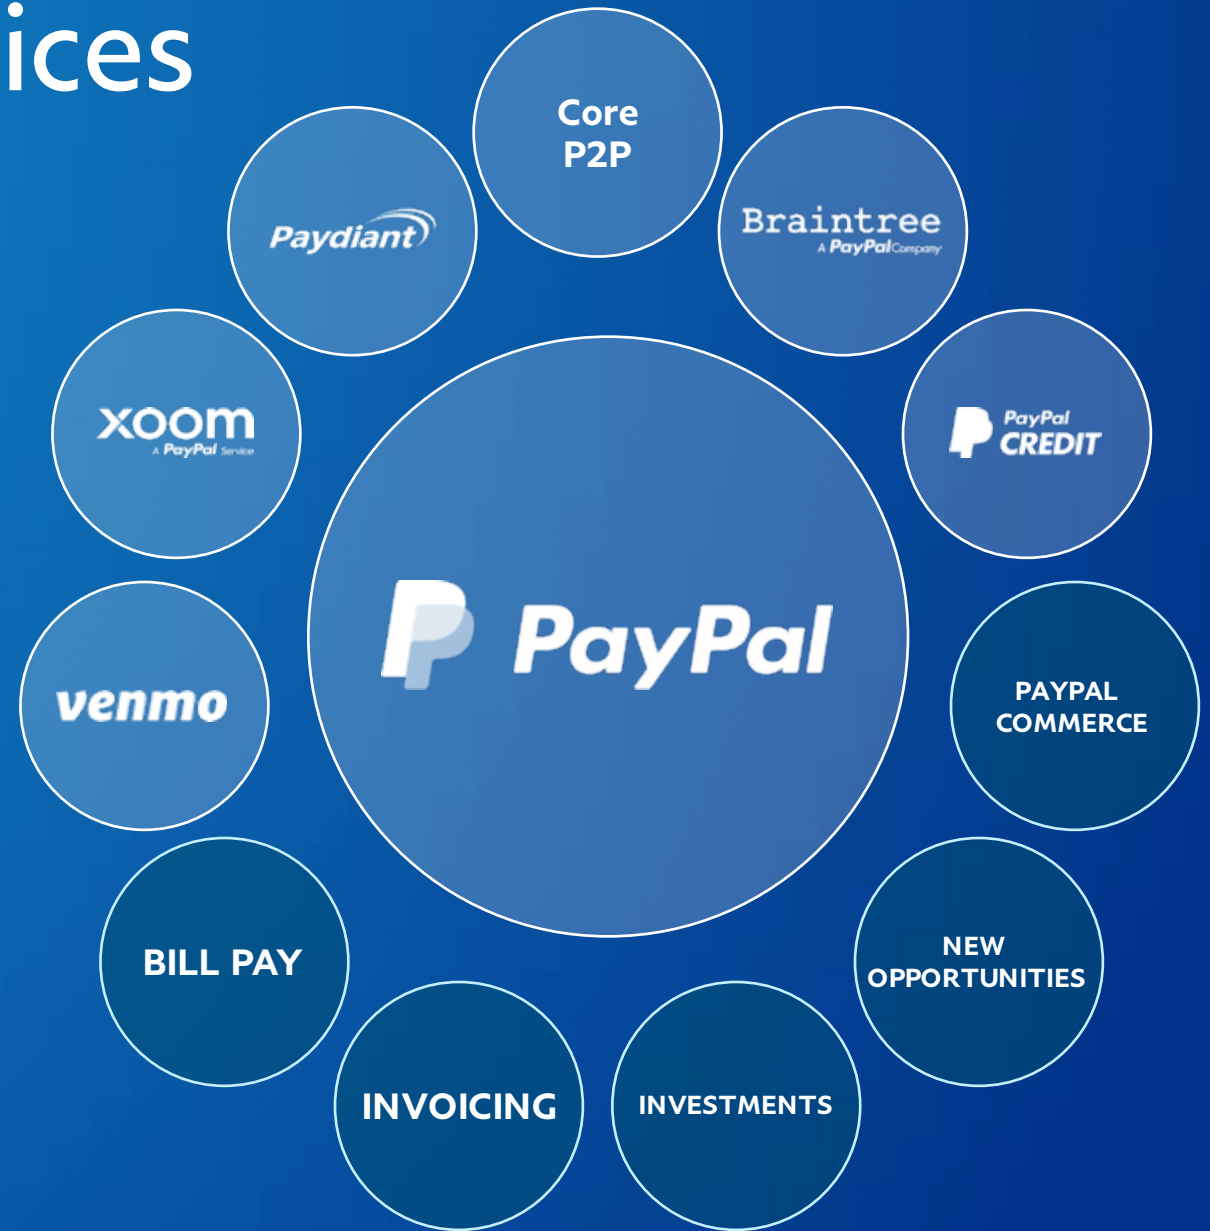 ices
Core
P2P
Paydiant
Braintree
A PayPal Company
xoom
A PayPal Service
PayPal
CREDIT
PayPal
venmo
PAYPAL
COMMERCE
BILL PAY
NEW
OPPORTUNITIES
INVOICING
INVESTMENTS